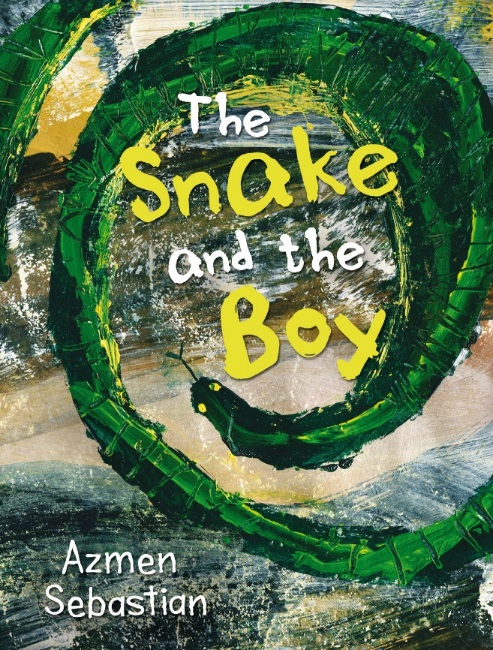 The
Snake
and the
Boy
Azmen
Sebastian